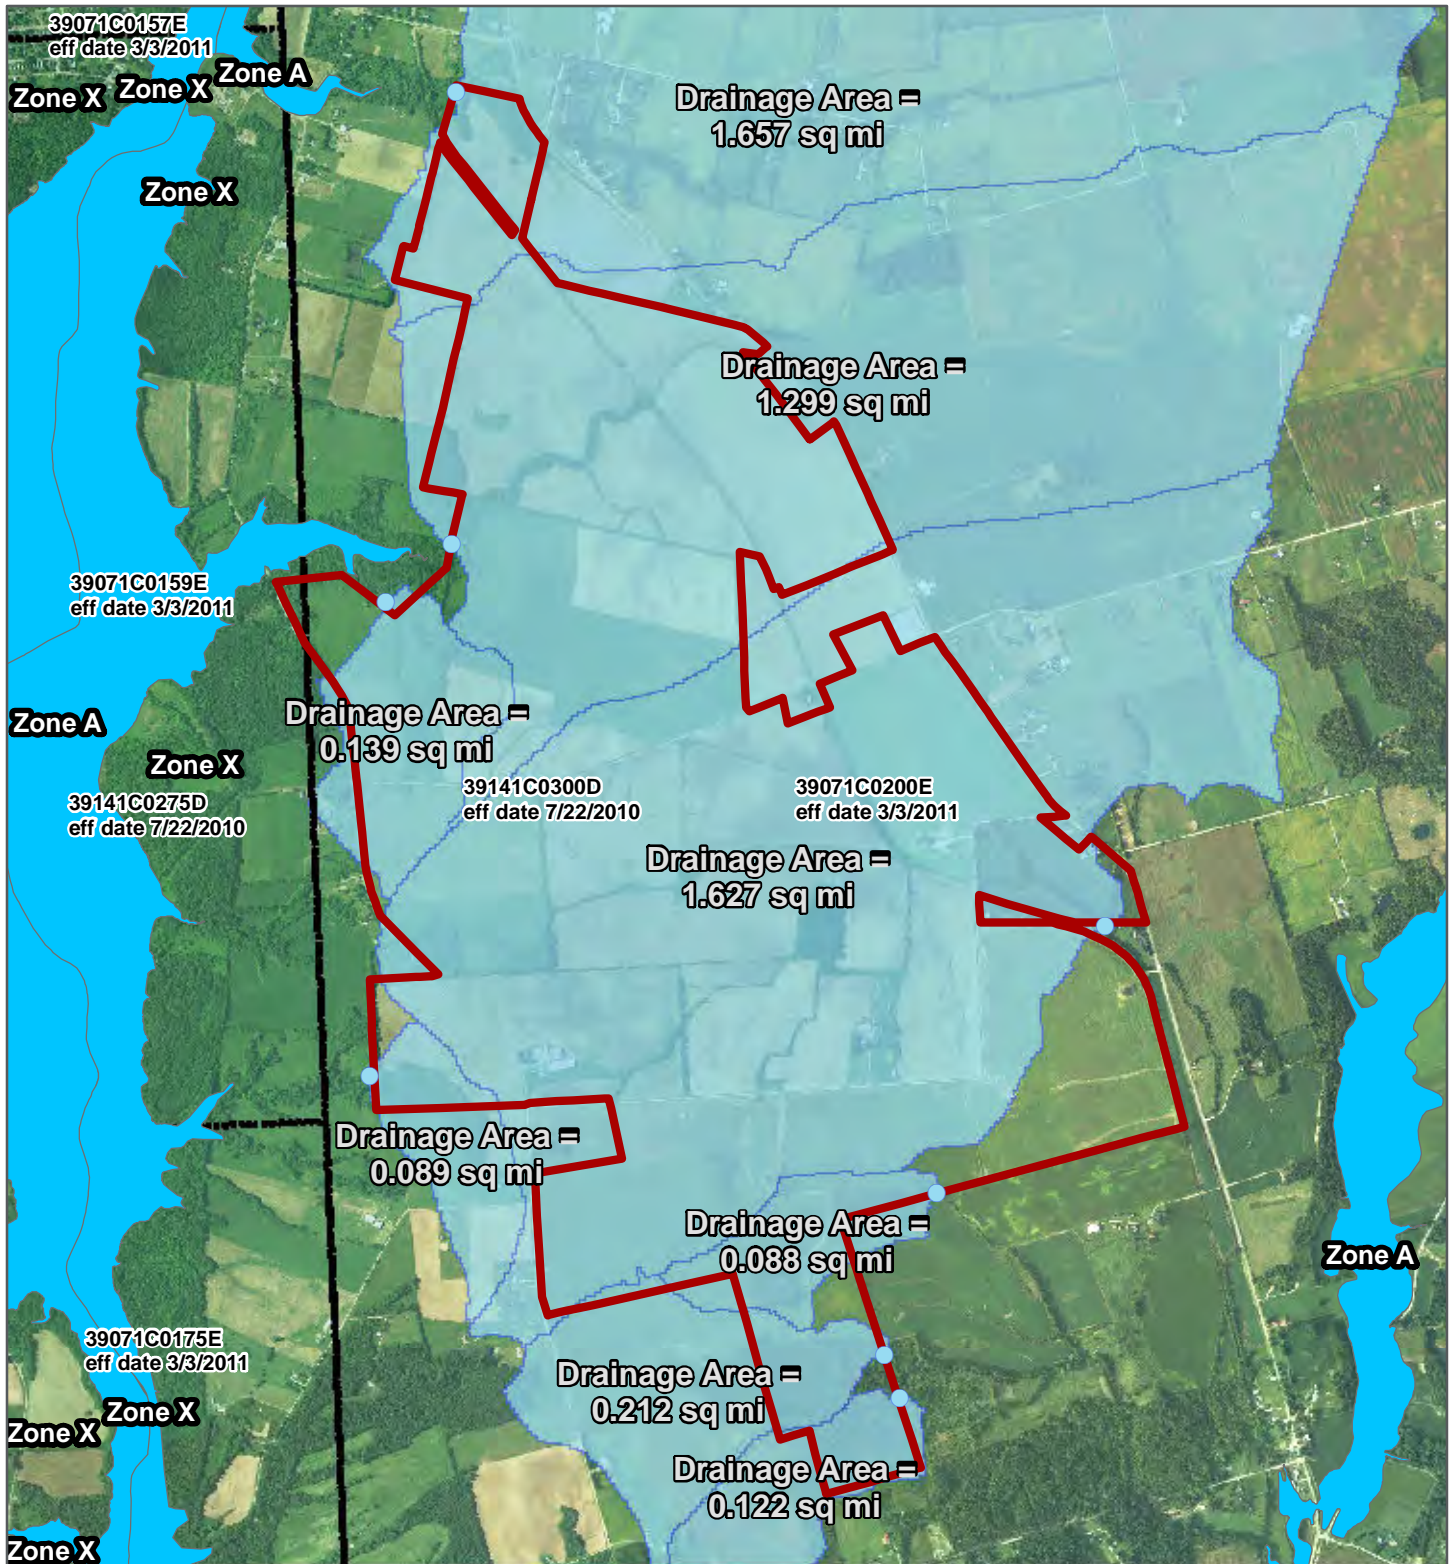 39071C0157E
eff date 3/3/2011
Zone A
Zone X
Zone X
Drainage Area =
1.657 sq mi
Zone X
Drainage Area =
1.299 sq mi
39071C0159E
eff date 3/3/2011
Zone A
Drainage Area =
0.139 sq mi
Zone X
39141C0275D
eff date 7/22/2010
39141C0300D
eff date 7/22/2010
39071C0200E
eff date 3/3/2011
Drainage Area =
1.627 sq mi
Drainage Area =
0.089 sq mi
Drainage Area =
0.088 sq mi
Zone A
39071C0175E
eff date 3/3/2011
Drainage Area =
0.212 sq mi
Zone X
Zone X
Drainage Area =
0.122 sq mi
Zone X